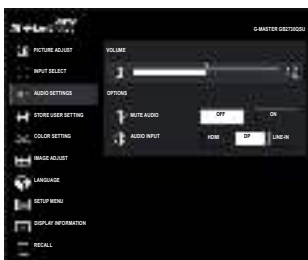 G-MASTER GB2730QSU
PICTURE ADJUST
VOLUME
INPUT SELECT
AUDIO SETTINGS
OPTIONS
STORE USER SETTING
MUTE AUDIO
OFF
ON
COLOR SETTING
AUDIO INPUT
HDMI
DP
LINE-IN
IMAGE ADJUST
LANGUAGE
SETUP MENU
DISPLAY INFORMATION
RECALL